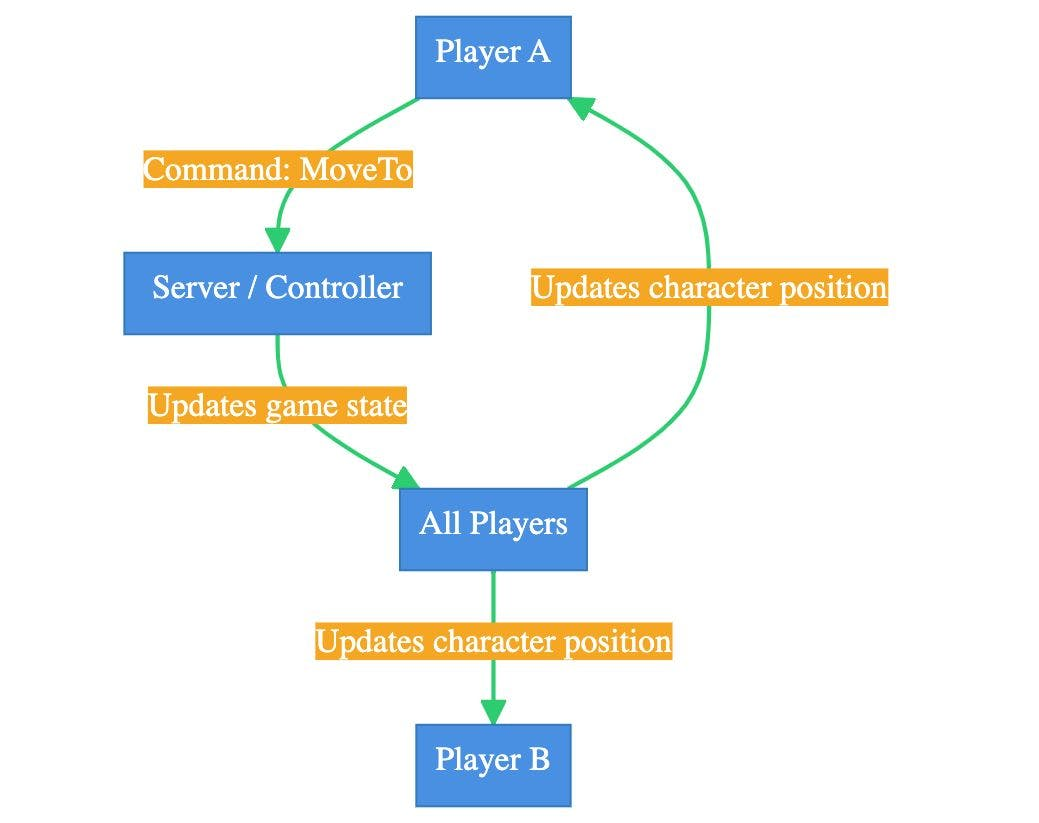 Player A
Command: MoveTo
Server / Controller
Updates character position
Updates game state
All Players
Updates character position
Player B